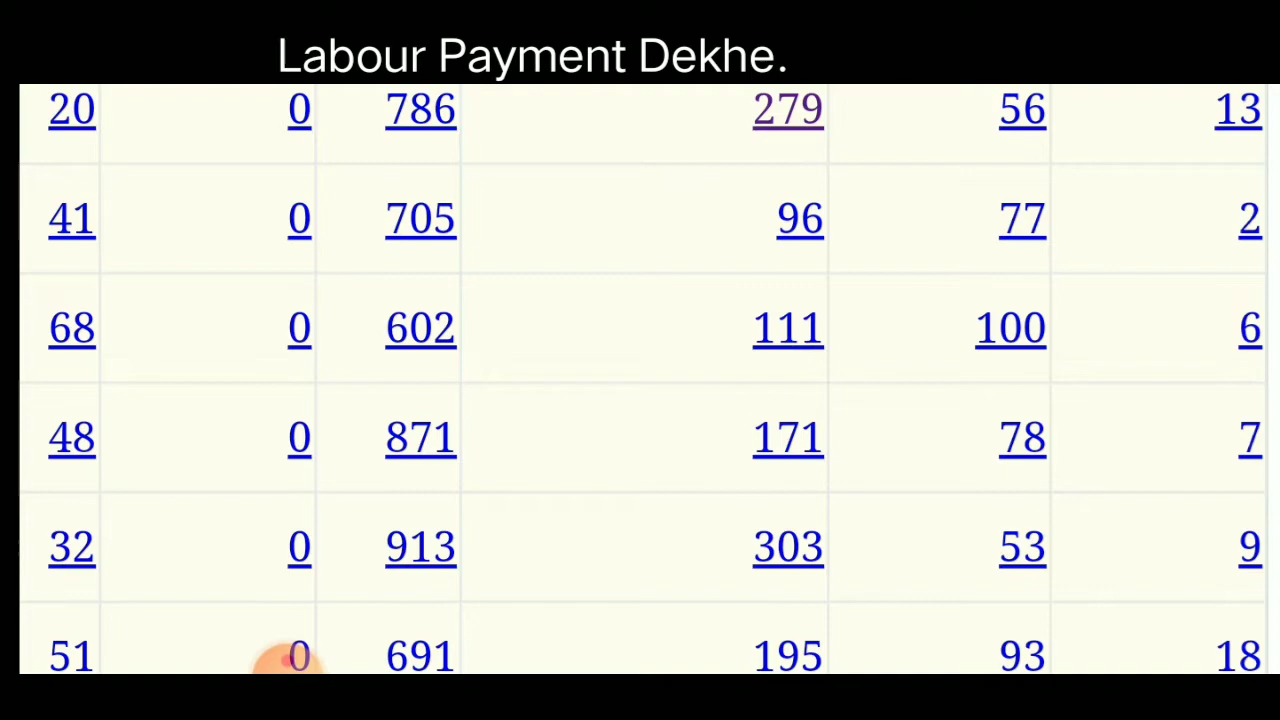 Labour Payment Dekhe.
20 0 786 279 56 13
41 0 705 96 77 2
68 0 602 111 100 6
48 0 871 171 78 7
32 0 913 303 53 9
51 0 691 195 93 18